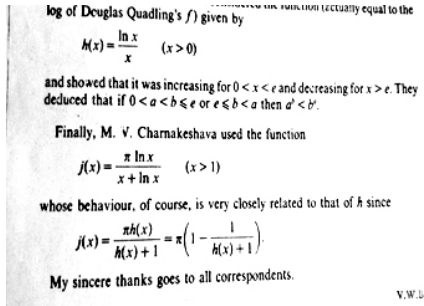 log of Douglas Quadling's f) given by
h(x) = ln x / x (x > 0)
and showed that it was increasing for 0 < x < e and decreasing for x > e. They
deduced that if 0 < a < b ⩽ e or e ⩽ b < a then aᵇ < bᵃ.
Finally, M. V. Charnakeshava used the function
j(x) = π ln x / x + ln x (x > 1)
whose behaviour, of course, is very closely related to that of h since
j(x) = πh(x) / h(x) + 1 = π(1 − 1 / h(x) + 1).
My sincere thanks goes to all correspondents.
V.W.